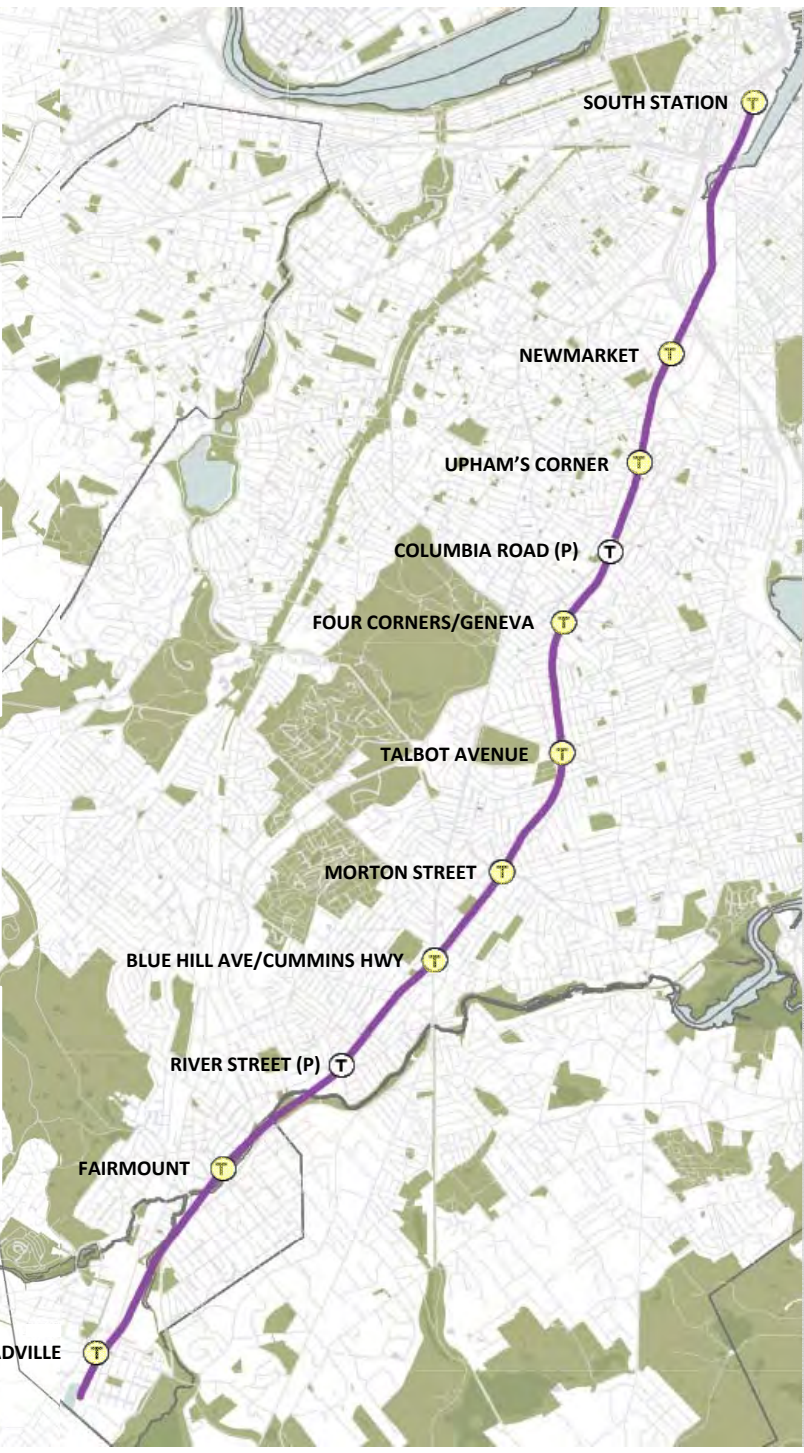 SOUTH STATION T
NEWMARKET T
UPHAM'S CORNER T
COLUMBIA ROAD (P) T
FOUR CORNERS/GENEVA T
TALBOT AVENUE T
MORTON STREET T
BLUE HILL AVE/CUMMINS HWY T
RIVER STREET (P) T
FAIRMOUNT T
ADVILLE T